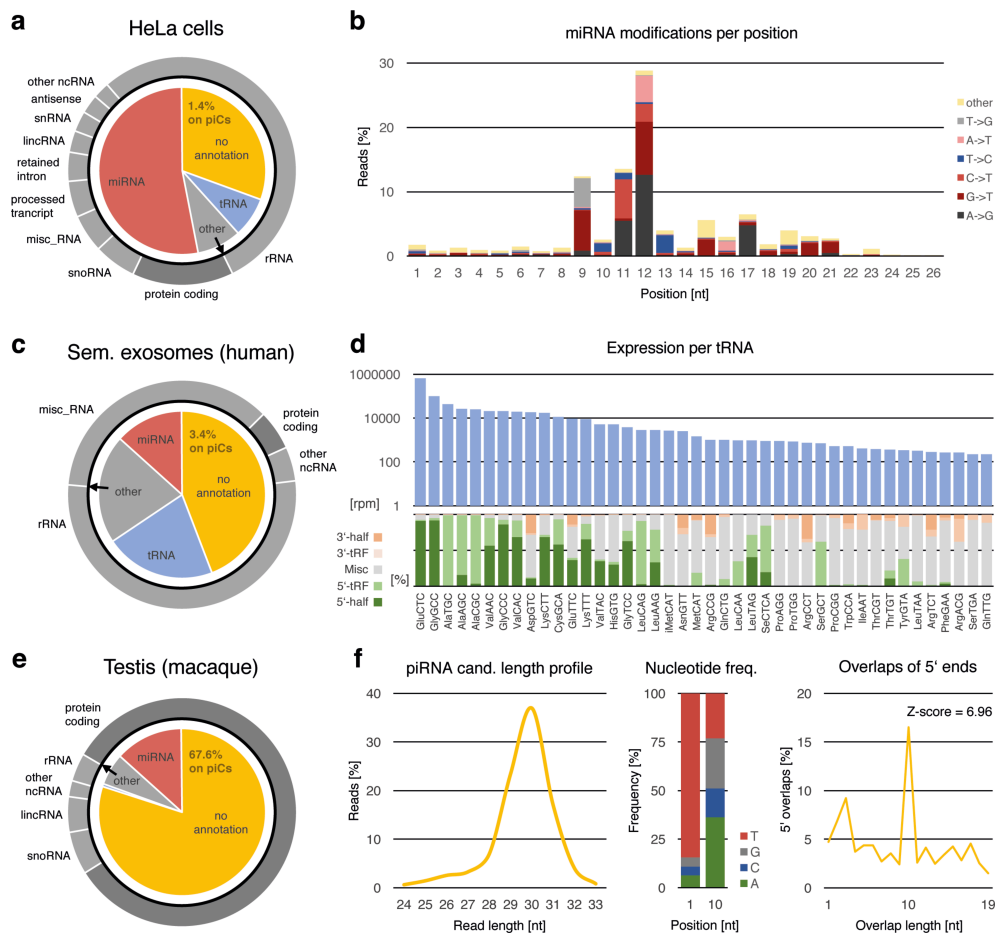 a
HeLa cells
other ncRNA
antisense
snRNA
lincRNA
retained
intron
processed
trancript
misc_RNA
snoRNA
protein coding
rRNA
1.4%
on piCs
no
annotation
miRNA
tRNA
other
b
miRNA modifications per position
Reads [%]
30
20
10
0
1 2 3 4 5 6 7 8 9 10 11 12 13 14 15 16 17 18 19 20 21 22 23 24 25 26
Position [nt]
other
T->G
A->T
T->C
C->T
G->T
A->G
c
Sem. exosomes (human)
misc_RNA
protein
coding
other
ncRNA
rRNA
miRNA
3.4%
on piCs
no
annotation
other
tRNA
d
Expression per tRNA
1000000
10000
100
1
[rpm]
3'-half
3'-tRF
Misc
5'-tRF
5'-half
[%]
GluCTC GlyGCC AlaTGC AlaAGC AlaCGC ValAAC GlyCCC ValCAC AspGTC LysCTT CysGCA GluTTC LysTTT ValTAC HisGTG GlyTCC LeuCAG LeuAAG iMetCAT AsnGTT MetCAT ArgCCG GlnCTG LeuCAA LeuTAG SecTCA ProAGG ProTGG ArgCCT SerGCT ProCGG TrpCCA IleAAT ThrCGT ThrTGT TyrGTA LeuTAA ArgTCT PheGAA ArgACG SerTGA GlnTTG
e
Testis (macaque)
protein
coding
rRNA
other
ncRNA
lincRNA
snoRNA
miRNA
67.6%
on piCs
other
no
annotation
f
piRNA cand. length profile
Reads [%]
40
30
20
10
0
24 25 26 27 28 29 30 31 32 33
Read length [nt]
Nucleotide freq.
Frequency [%]
100
75
50
25
0
1 10
Position [nt]
T
G
C
A
Overlaps of 5' ends
Z-score = 6.96
5' overlaps [%]
20
15
10
5
0
1 10 19
Overlap length [nt]